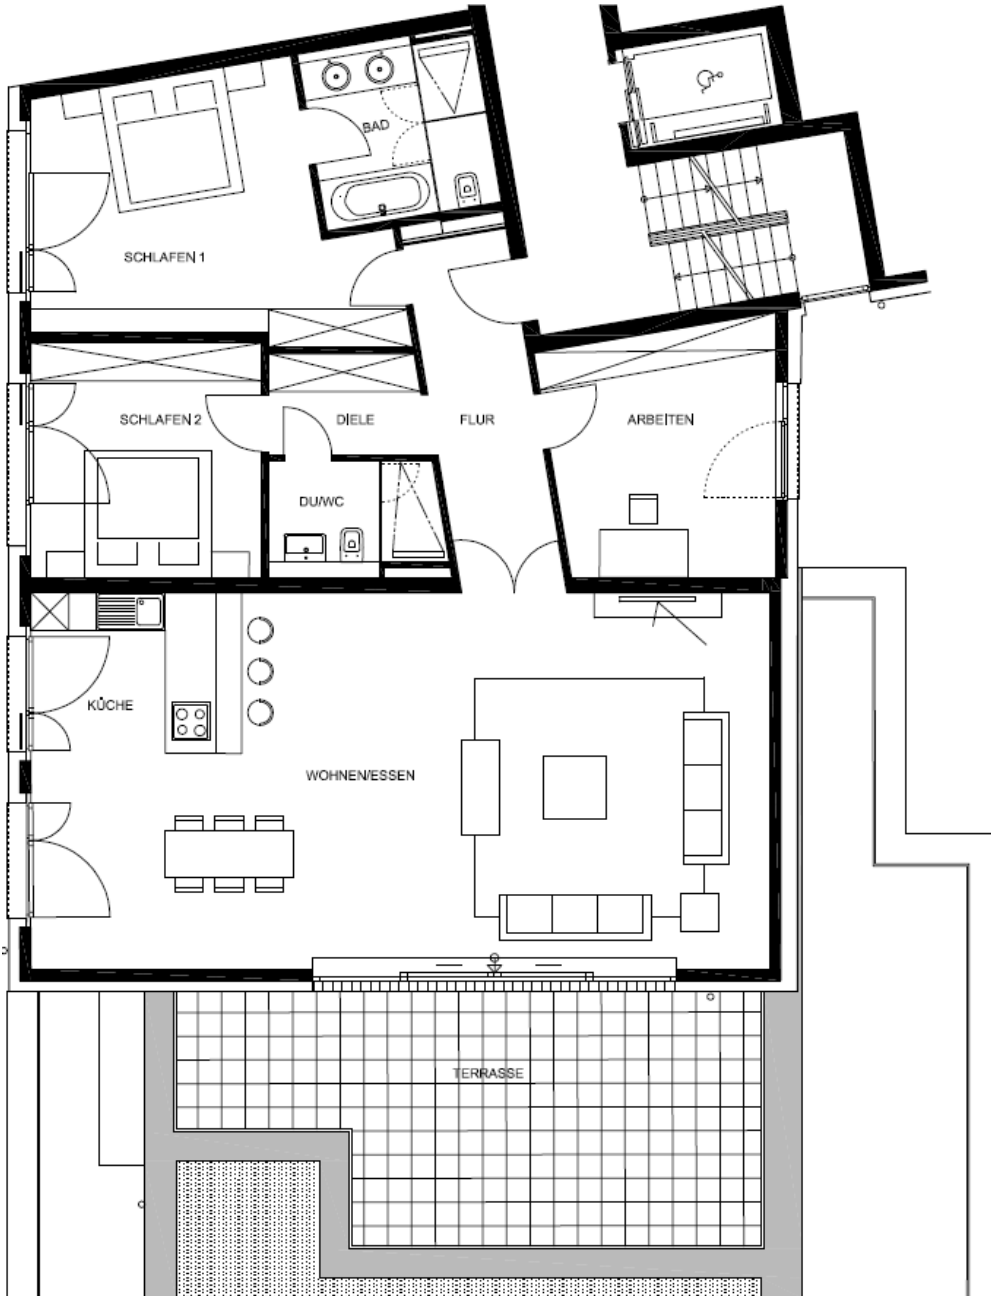 BAD
SCHLAFEN 1
SCHLAFEN 2
DIELE
FLUR
ARBEITEN
DU/WC
KÜCHE
WOHNEN/ESSEN
TERRASSE